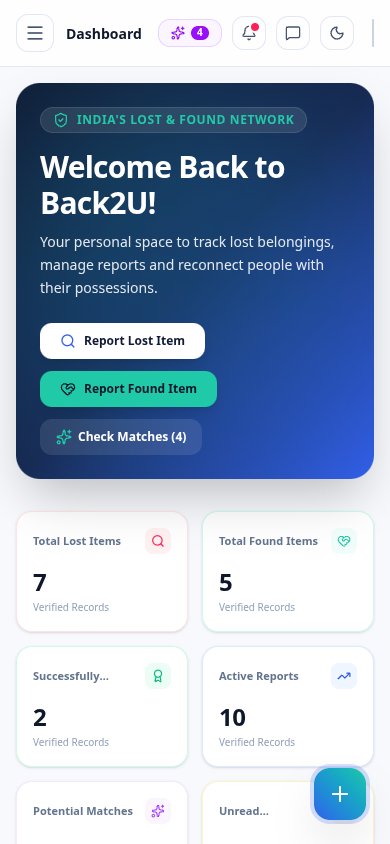 Dashboard
4
INDIA'S LOST & FOUND NETWORK
Welcome Back to
Back2U!
Your personal space to track lost belongings,
manage reports and reconnect people with
their possessions.
Report Lost Item
Report Found Item
Check Matches (4)
Total Lost Items
7
Verified Records
Total Found Items
5
Verified Records
Successfully...
2
Verified Records
Active Reports
10
Verified Records
Potential Matches
Unread...